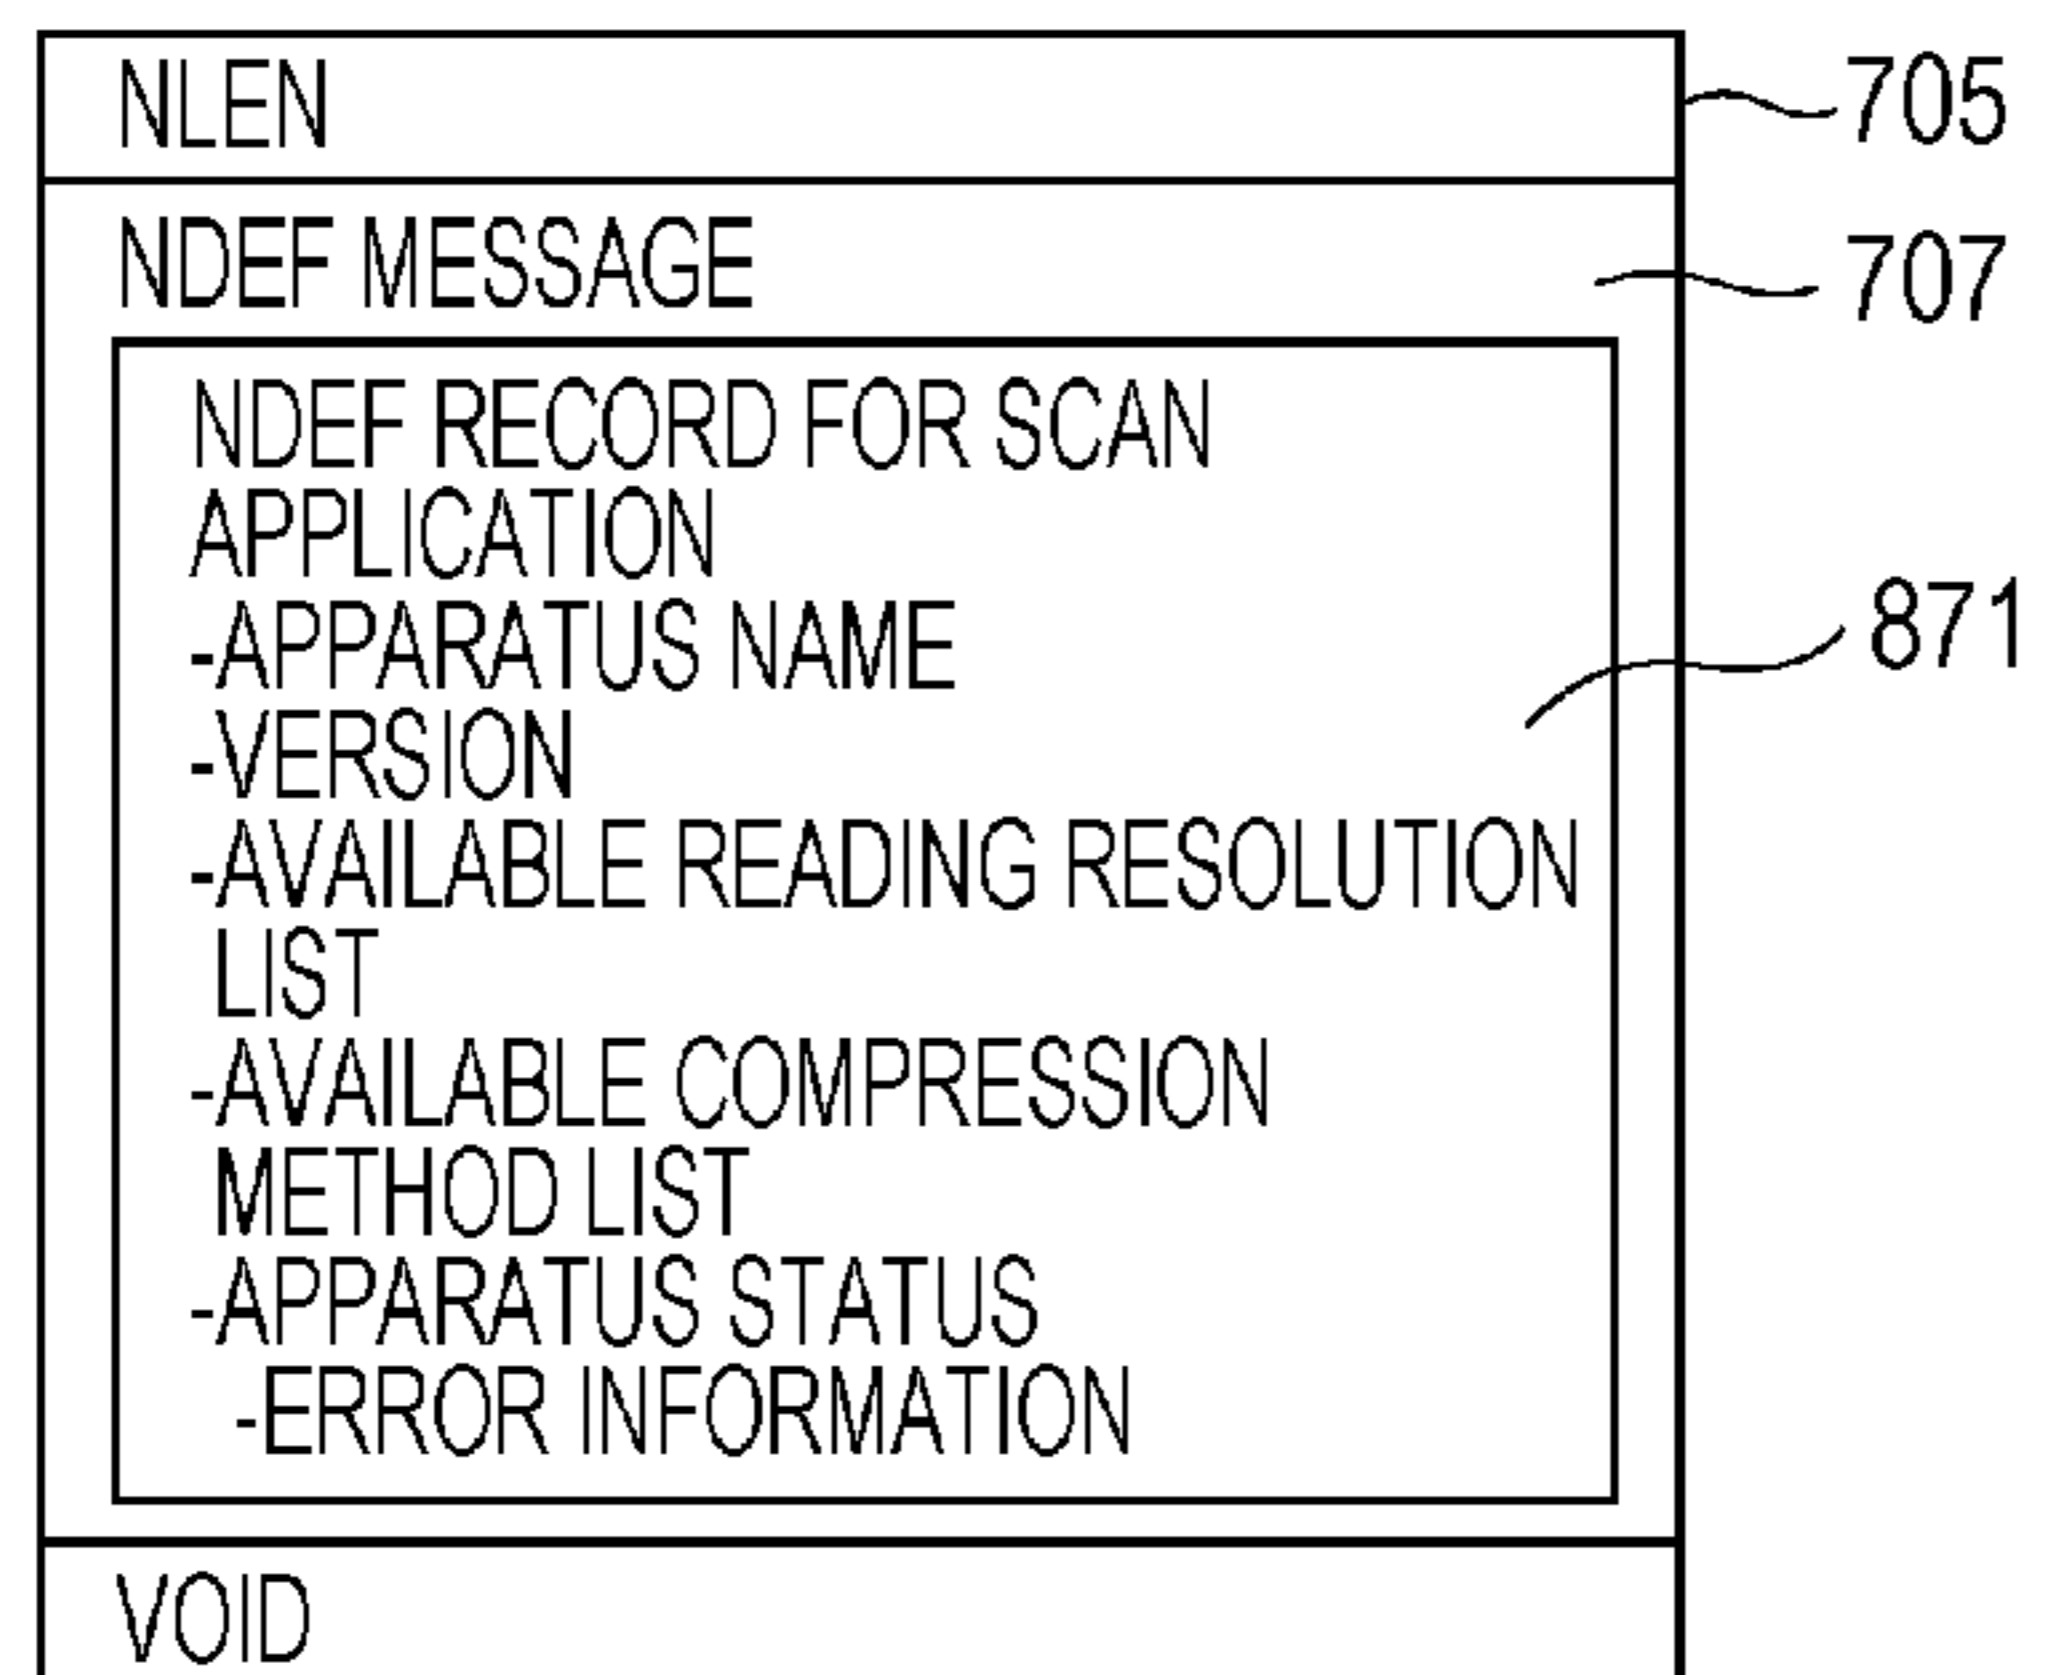 NLEN
705
NDEF MESSAGE
707
NDEF RECORD FOR SCAN
APPLICATION
-APPARATUS NAME
871
-VERSION
-AVAILABLE READING RESOLUTION
LIST
-AVAILABLE COMPRESSION
METHOD LIST
-APPARATUS STATUS
-ERROR INFORMATION
VOID